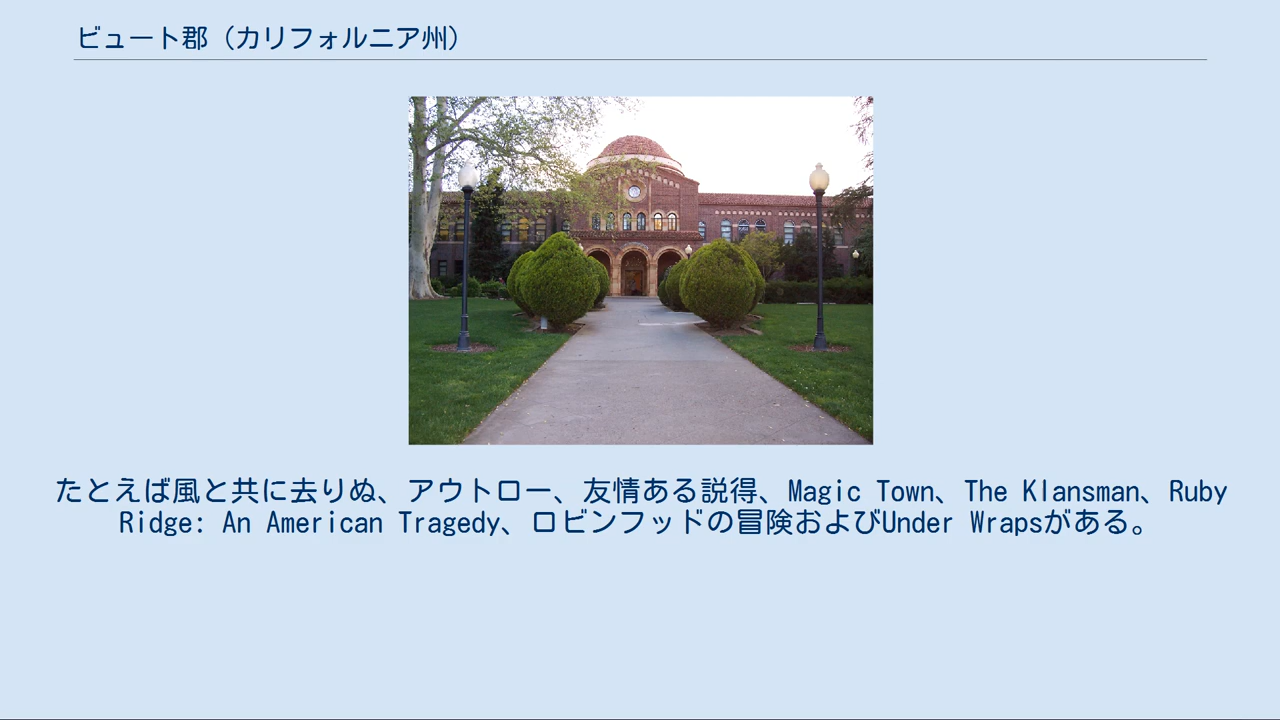 ビュート郡（カリフォルニア州）
たとえば風と共に去りぬ、アウトロー、友情ある説得、Magic Town、The Klansman、Ruby
Ridge: An American Tragedy、ロビンフッドの冒険およびUnder Wrapsがある。